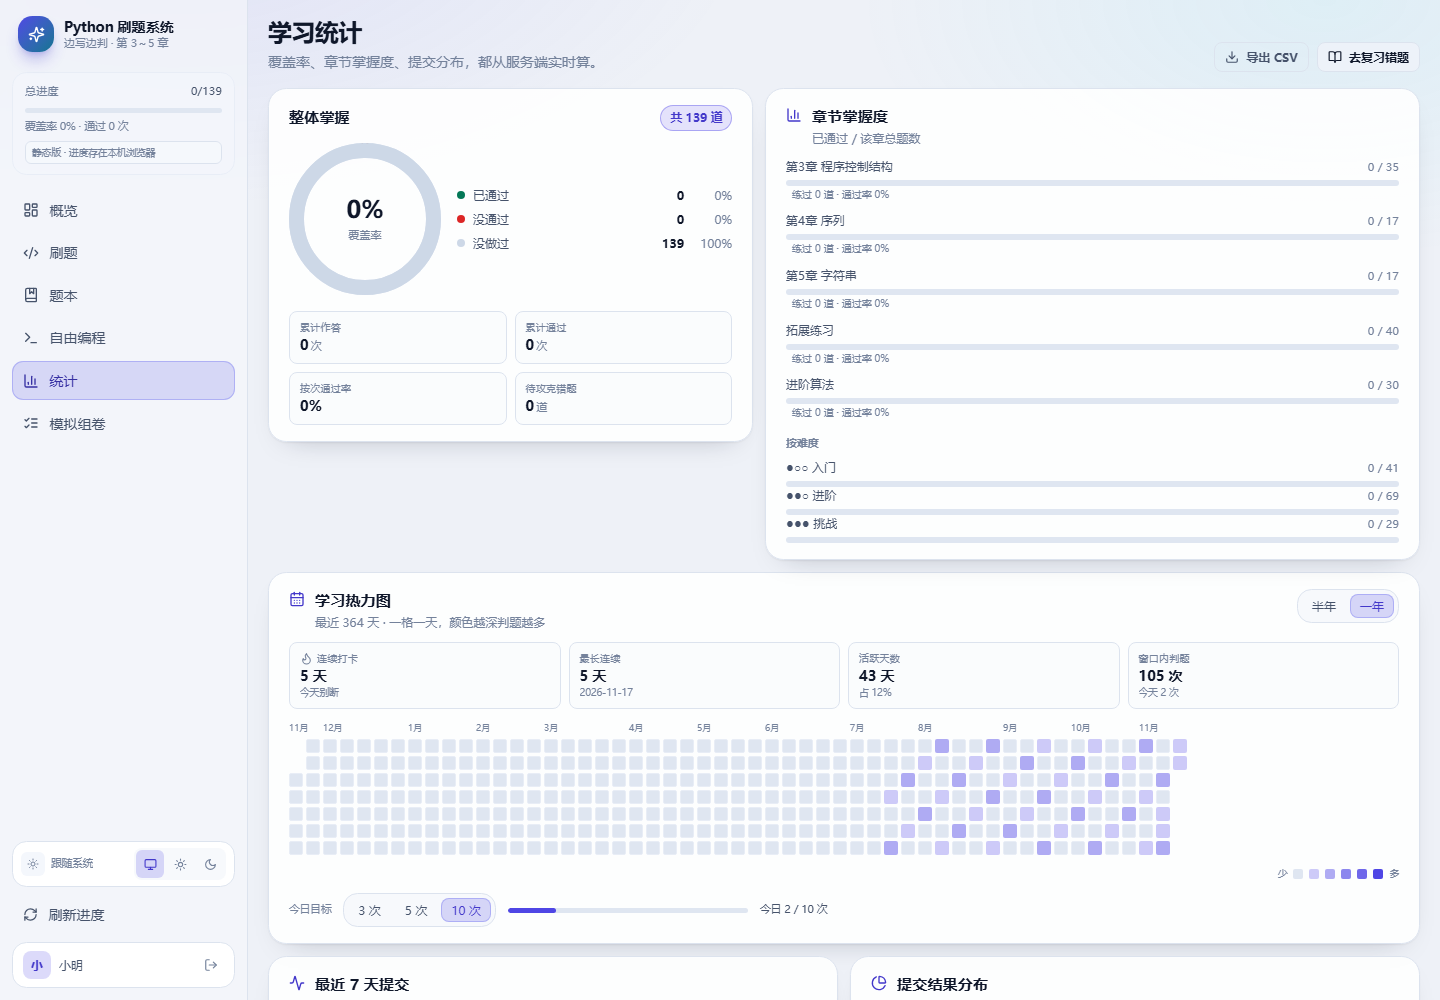 Python 刷题系统
边写边判 · 第 3 ~ 5 章
总进度 0/139
覆盖率 0% · 通过 0 次
静态版 · 进度存在本机浏览器
概览
刷题
题本
自由编程
统计
模拟组卷
跟随系统
刷新进度
小 小明
学习统计
覆盖率、章节掌握度、提交分布，都从服务端实时算。
导出 CSV 去复习错题
整体掌握 共 139 道
0%
覆盖率
已通过 0 0%
没通过 0 0%
没做过 139 100%
累计作答
0 次
累计通过
0 次
按次通过率
0%
待攻克错题
0 道
章节掌握度
已通过 / 该章总题数
第3章 程序控制结构 0 / 35
练过 0 道 · 通过率 0%
第4章 序列 0 / 17
练过 0 道 · 通过率 0%
第5章 字符串 0 / 17
练过 0 道 · 通过率 0%
拓展练习 0 / 40
练过 0 道 · 通过率 0%
进阶算法 0 / 30
练过 0 道 · 通过率 0%
按难度
●○○ 入门 0 / 41
●●○ 进阶 0 / 69
●●● 挑战 0 / 29
学习热力图
最近 364 天 · 一格一天，颜色越深判题越多
半年 一年
连续打卡
5 天
今天别断
最长连续
5 天
2026-11-17
活跃天数
43 天
占 12%
窗口内判题
105 次
今天 2 次
11月 12月 1月 2月 3月 4月 5月 6月 7月 8月 9月 10月 11月
少 多
今日目标 3 次 5 次 10 次 今日 2 / 10 次
最近 7 天提交
提交结果分布